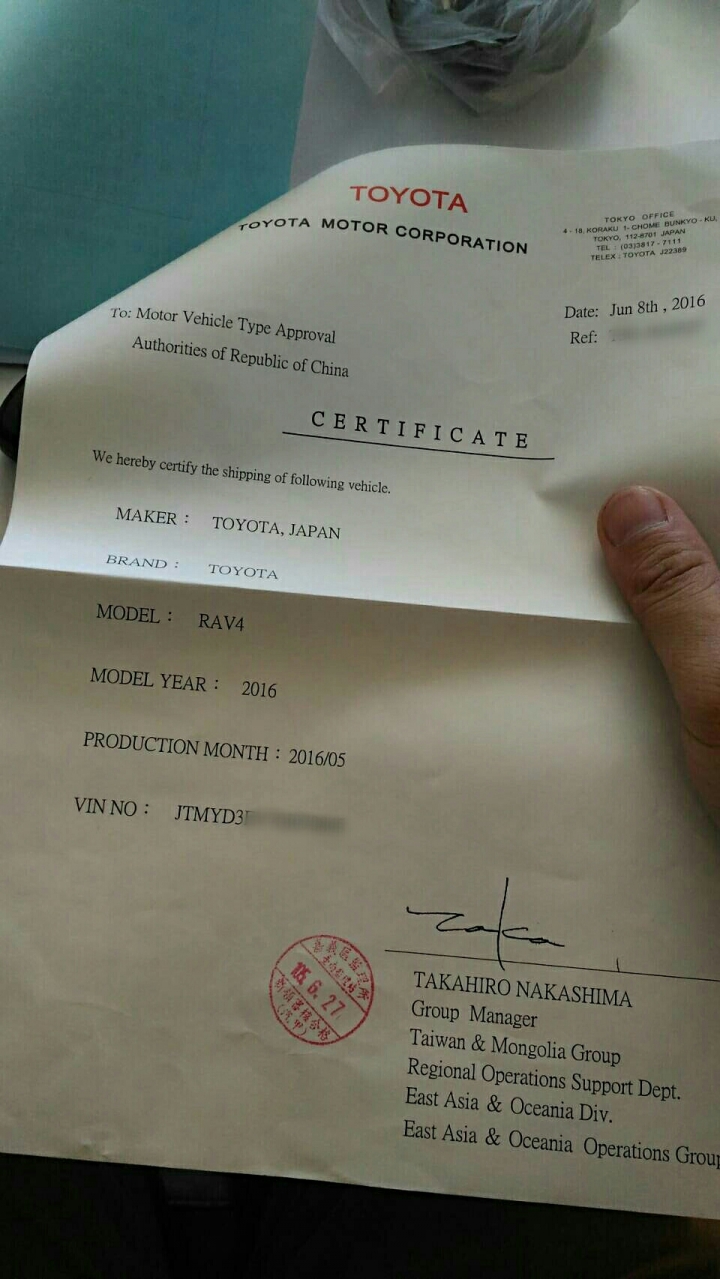 TOYOTA
TOYOTA MOTOR CORPORATION
TOKYO OFFICE
4 - 18, KORAKU 1- CHOME BUNKYO - KU,
TOKYO, 112-8701 JAPAN
TEL : (03)3817 - 7111
TELEX : TOYOTA J22389
Date: Jun 8th , 2016
Ref:
To: Motor Vehicle Type Approval
Authorities of Republic of China
CERTIFICATE
We hereby certify the shipping of following vehicle.
MAKER : TOYOTA, JAPAN
BRAND : TOYOTA
MODEL : RAV4
MODEL YEAR : 2016
PRODUCTION MONTH : 2016/05
VIN NO : JTMYD3
105.6.27.
TAKAHIRO NAKASHIMA
Group Manager
Taiwan & Mongolia Group
Regional Operations Support Dept.
East Asia & Oceania Div.
East Asia & Oceania Operations Group